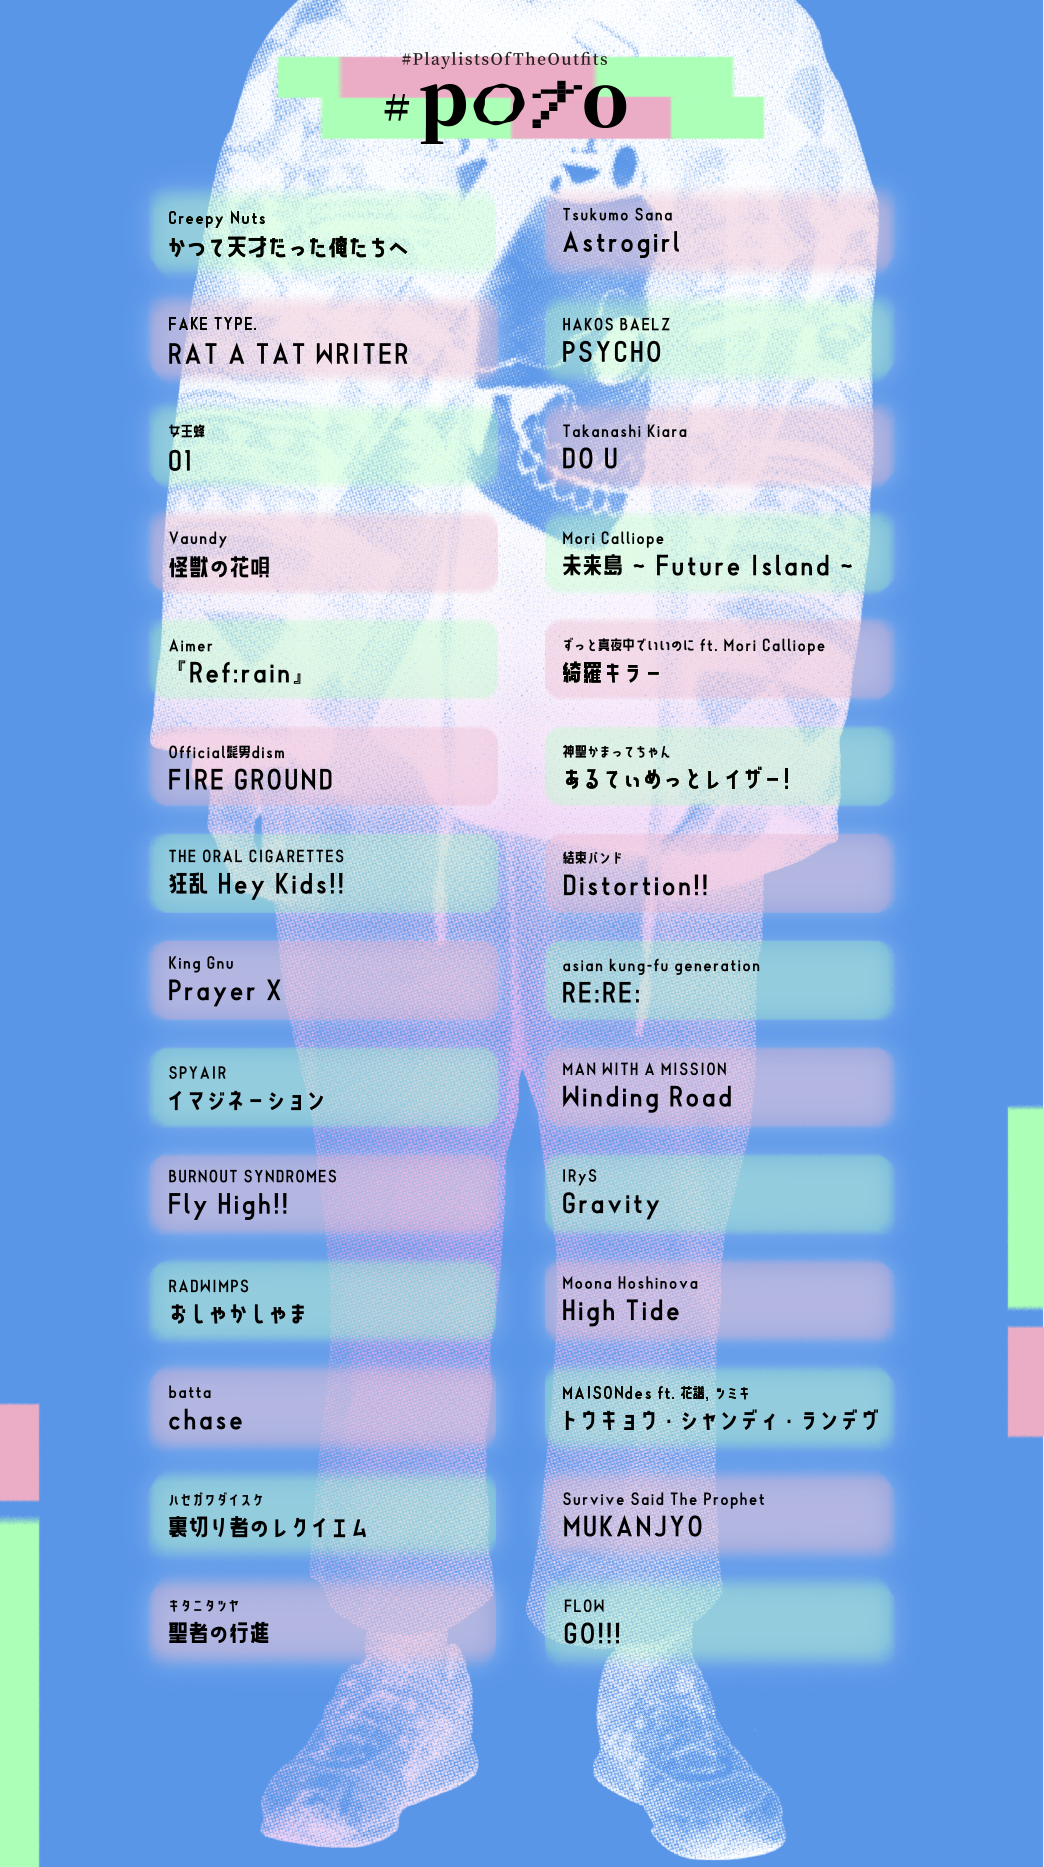 #PlaylistsOfTheOutfits
#poto
Creepy Nuts
かつて天才だった俺たちへ
FAKE TYPE.
RAT A TAT WRITER
女王蜂
01
Vaundy
怪獣の花唄
Aimer
『Ref:rain』
Official髭男dism
FIRE GROUND
THE ORAL CIGARETTES
狂乱 Hey Kids!!
King Gnu
Prayer X
SPYAIR
イマジネーション
BURNOUT SYNDROMES
Fly High!!
RADWIMPS
おしゃかしゃま
batta
chase
ハセガワダイスケ
裏切り者のレクイエム
キタニタツヤ
聖者の行進
Tsukumo Sana
Astrogirl
HAKOS BAELZ
PSYCHO
Takanashi Kiara
DO U
Mori Calliope
未来島 ~ Future Island ~
ずっと真夜中でいいのに ft. Mori Calliope
綺羅キラー
神聖かまってちゃん
あるてぃめっとレイザー!
結束バンド
Distortion!!
asian kung-fu generation
RE:RE:
MAN WITH A MISSION
Winding Road
IRyS
Gravity
Moona Hoshinova
High Tide
MAISONdes ft. 花譜, ツミキ
トウキョウ・シャンディ・ランデヴ
Survive Said The Prophet
MUKANJYO
FLOW
GO!!!